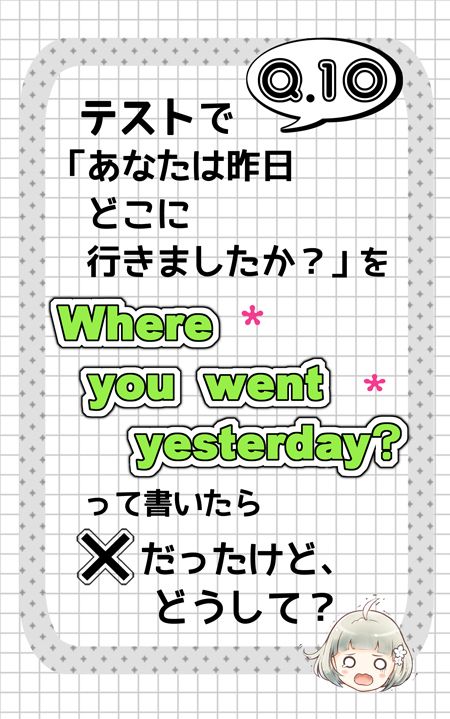 Q.10
テストで
「あなたは昨日
どこに
行きましたか？」を
Where *
you went *
yesterday?
って書いたら
×だったけど、
どうして？